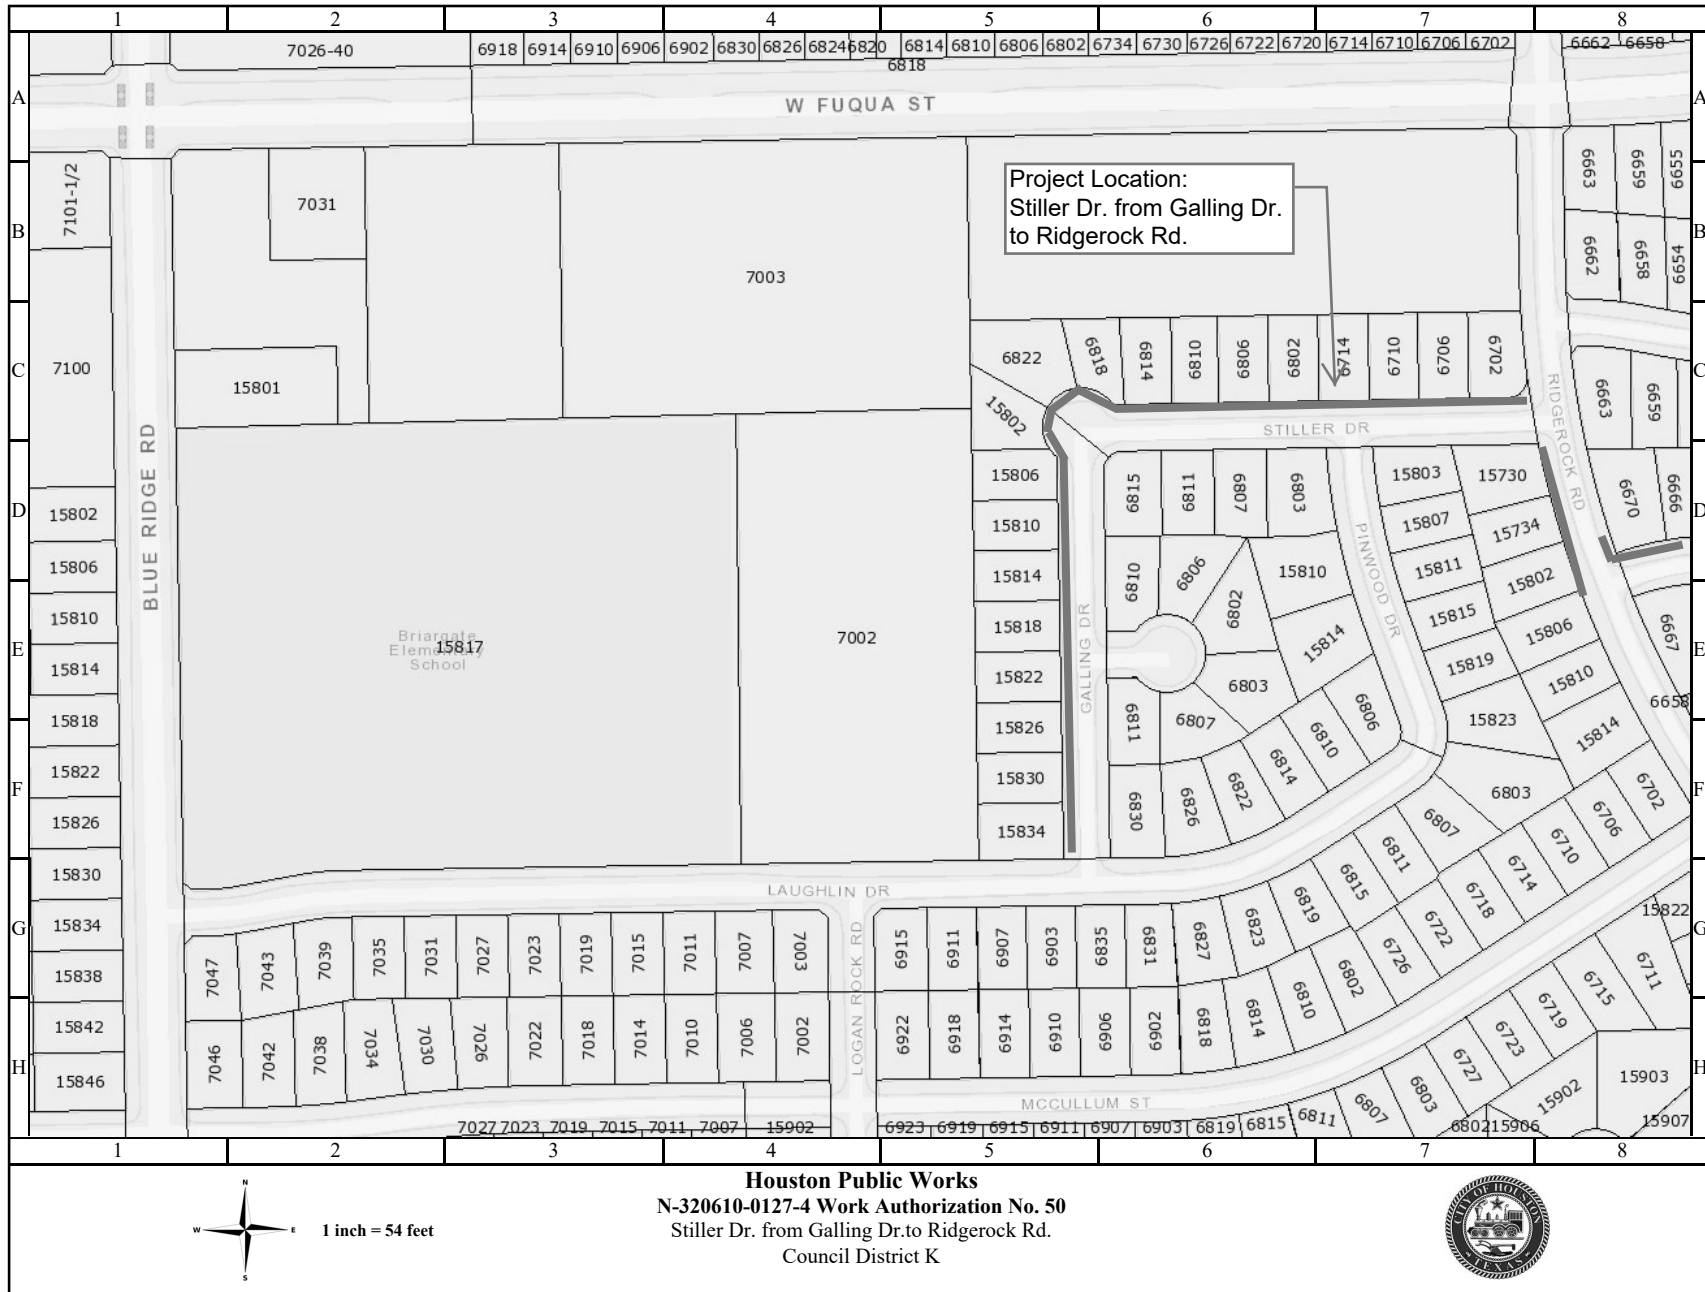 1 2 3 4 5 6 7 8
7026-40 6918 6914 6910 6906 6902 6830 6826 6824 6820 6814 6810 6806 6802 6734 6730 6726 6722 6720 6714 6710 6706 6702 6662 6658
6818
A W FUQUA ST A
7101-1/2 7031 6663 6659 6655
Project Location:
Stiller Dr. from Galling Dr.
to Ridgerock Rd.
B B
7003 6662 6658 6654
7100 15801 6822 6818 6814 6810 6806 6802 6714 6710 6706 6702 6663 6659
C C
15802 STILLER DR RIDGEROCK RD
BLUE RIDGE RD
15806 6815 6811 6807 6803 15803 15730 6670 6666
D 15802 15810 15807 15734 D
PINWOOD DR
15806 15814 6810 6806 6802 15810 15811 15802
15810 15818 15814 15815 15806 6667
Briargate
Elementary
School
15817 7002
E GALLING DR E
15814 15822 6803 15819 15810 6658
15818 15826 6811 6807 6806 15823 15814
15822 15830 6814 6810 6803 6702
F F
15826 15834 6830 6826 6822 6807 6706
15830 LAUGHLIN DR 6815 6811 6714 6710
G 15834 6819 6718 15822 G
7047 7043 7039 7035 7031 7027 7023 7019 7015 7011 7007 7003 LOGAN ROCK RD 6915 6911 6907 6903 6835 6831 6827 6823 6722 6711
15838 6802 6726 6715
15842 6810 6719
7046 7042 7038 7034 7030 7026 7022 7018 7014 7010 7006 7002 6922 6918 6914 6910 6906 6902 6818 6814 6723
H 6727 H
15846 15903
MCCULLUM ST 6811 6807 6803 15902
7027 7023 7019 7015 7011 7007 15902 6923 6919 6915 6911 6907 6903 6819 6815 6802 15906 15907
1 2 3 4 5 6 7 8
N
W E
S
1 inch = 54 feet
Houston Public Works
N-320610-0127-4 Work Authorization No. 50
Stiller Dr. from Galling Dr.to Ridgerock Rd.
Council District K
CITY OF HOUSTON
TEXAS